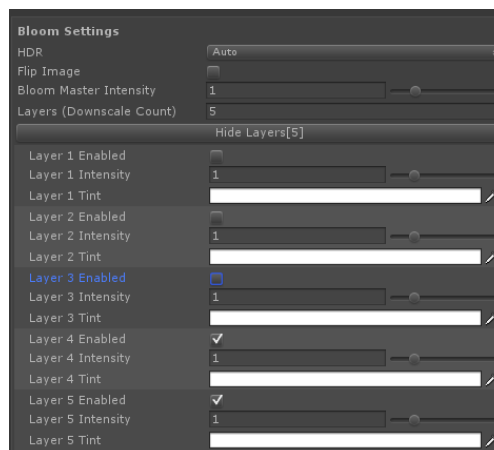 Bloom Settings
HDR Auto
Flip Image
Bloom Master Intensity 1
Layers (Downscale Count) 5
Hide Layers[5]
Layer 1 Enabled
Layer 1 Intensity 1
Layer 1 Tint
Layer 2 Enabled
Layer 2 Intensity 1
Layer 2 Tint
Layer 3 Enabled
Layer 3 Intensity 1
Layer 3 Tint
Layer 4 Enabled
Layer 4 Intensity 1
Layer 4 Tint
Layer 5 Enabled
Layer 5 Intensity 1
Layer 5 Tint